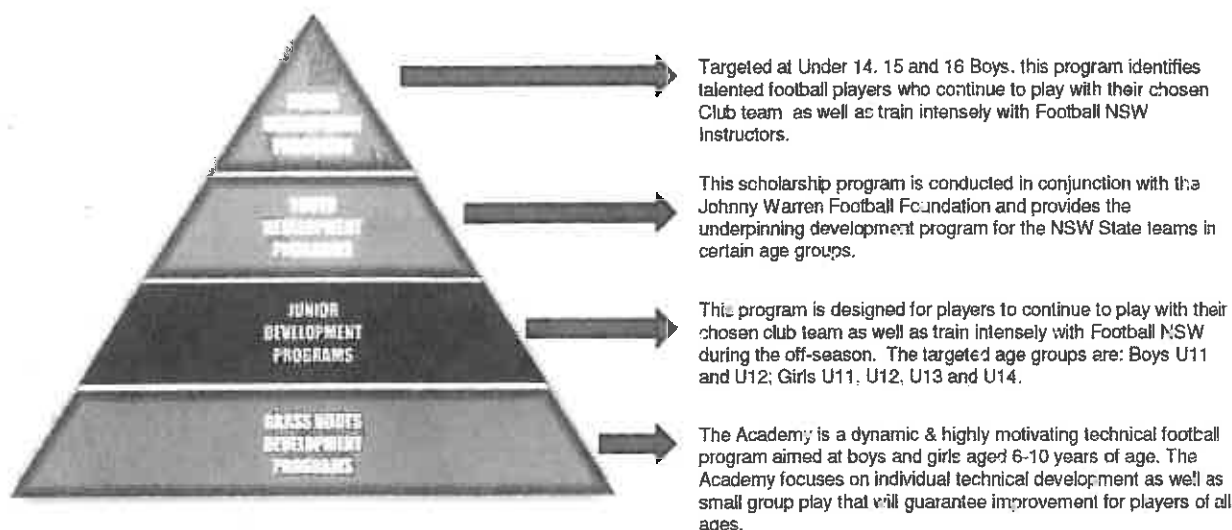 Targeted at Under 14, 15 and 16 Boys, this program identifies
talented football players who continue to play with their chosen
Club team as well as train intensely with Football NSW
Instructors.
DEVELOPMENT
PROGRAMS
This scholarship program is conducted in conjunction with the
Johnny Warren Football Foundation and provides the
underpinning development program for the NSW State teams in
certain age groups.
JUNIOR
DEVELOPMENT
PROGRAMS
This program is designed for players to continue to play with their
chosen club team as well as train intensely with Football NSW
during the off-season. The targeted age groups are: Boys U11
and U12; Girls U11, U12, U13 and U14.
GRASS ROOTS
DEVELOPMENT
PROGRAMS
The Academy is a dynamic & highly motivating technical football
program aimed at boys and girls aged 6-10 years of age. The
Academy focuses on individual technical development as well as
small group play that will guarantee improvement for players of all
ages.